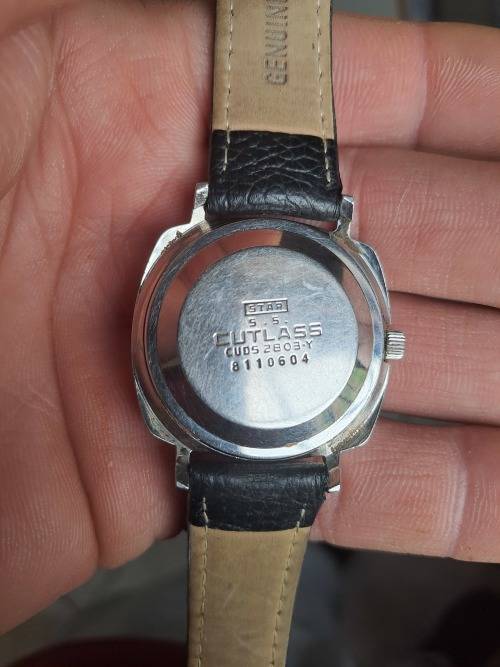 GENUINE
STAR
S.S.
CUTLASS
CUDS 2803-Y
8110604